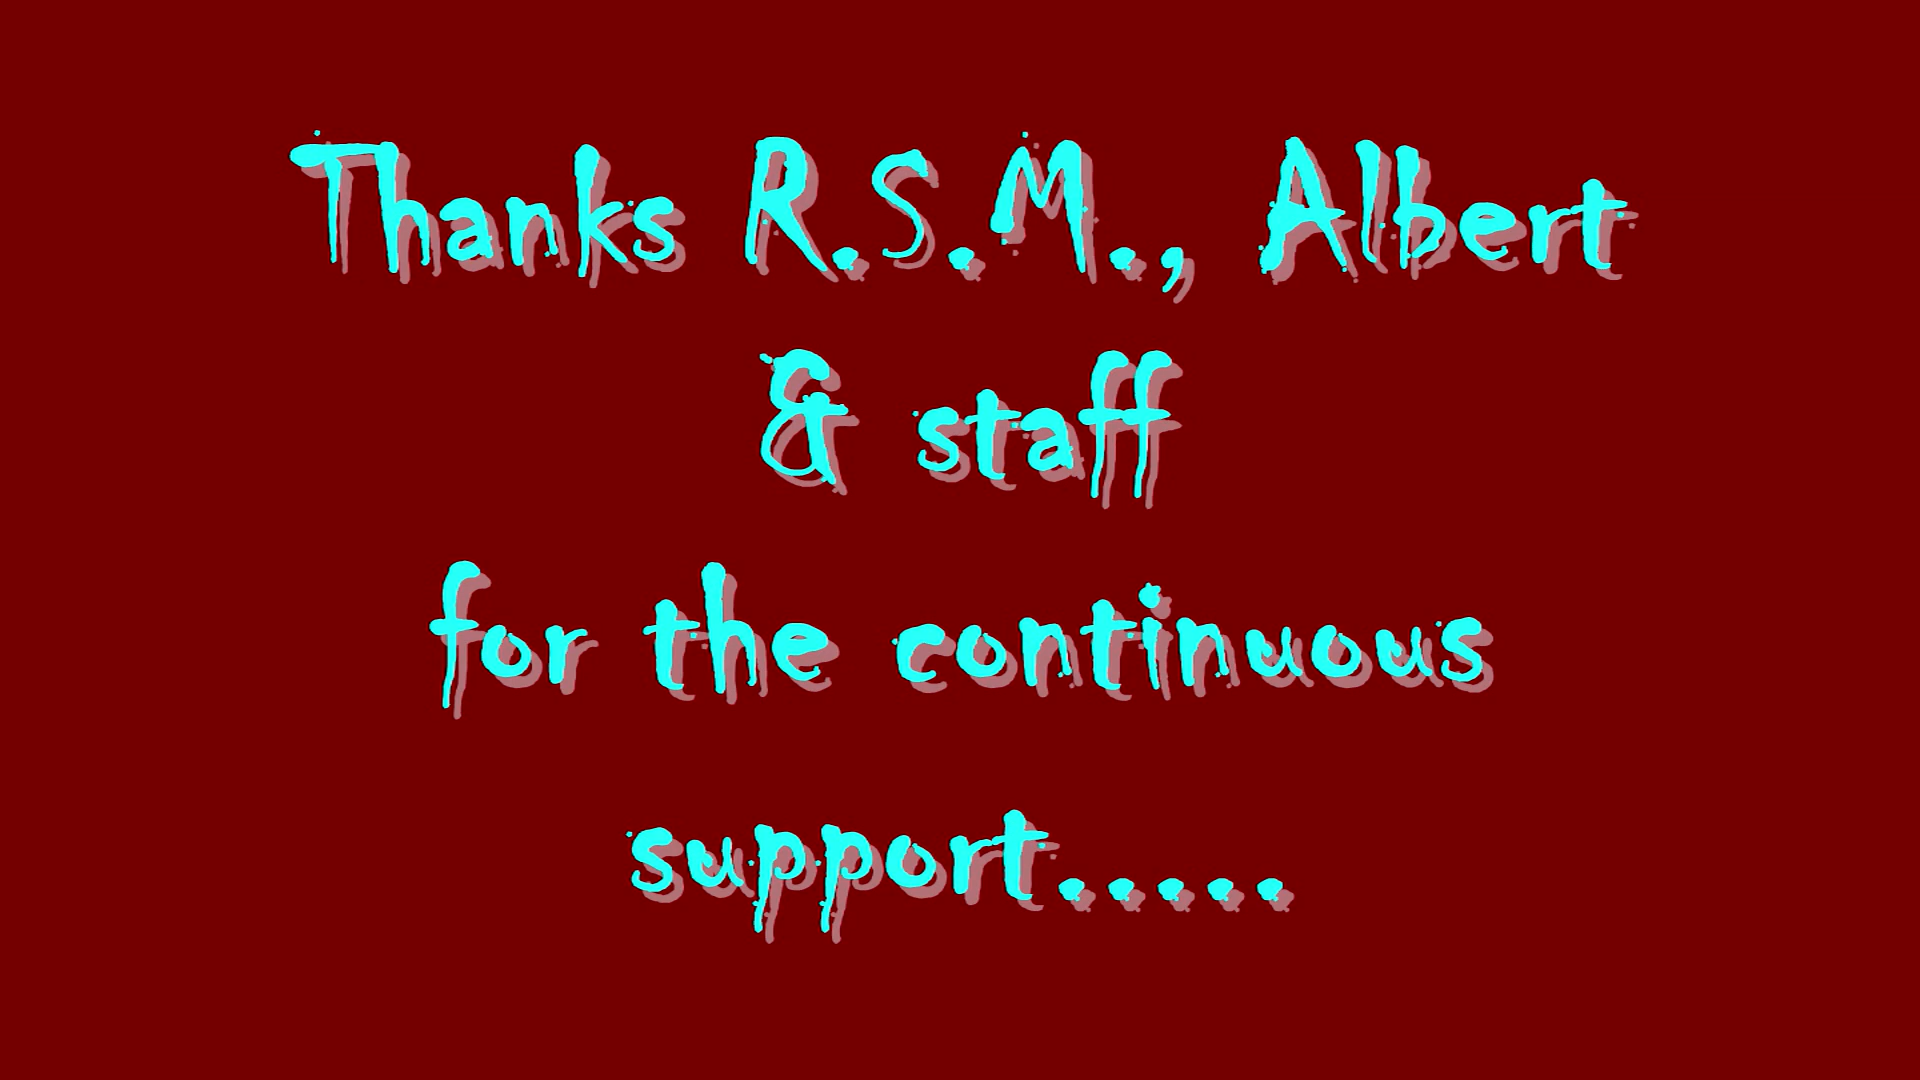 Thanks R.S.M., Albert
& staff
for the continuous
support.....